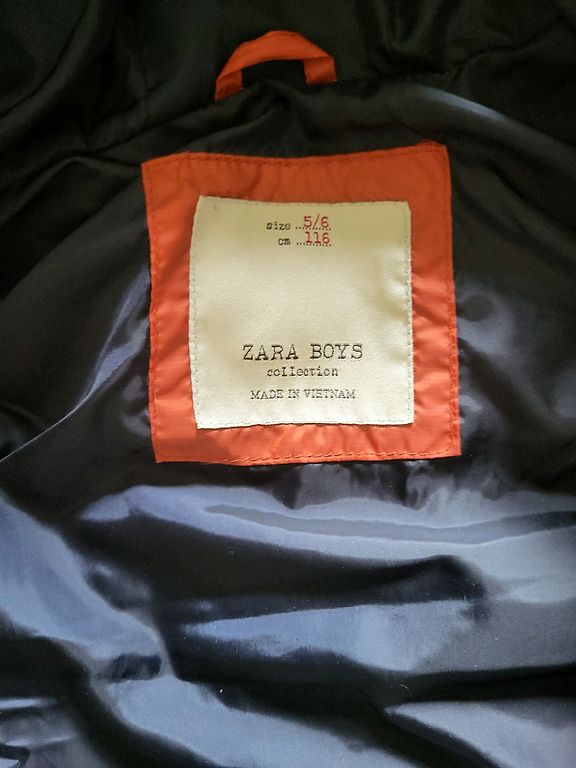 size ...5/6
cm ...116
ZARA BOYS
collection
MADE IN VIETNAM